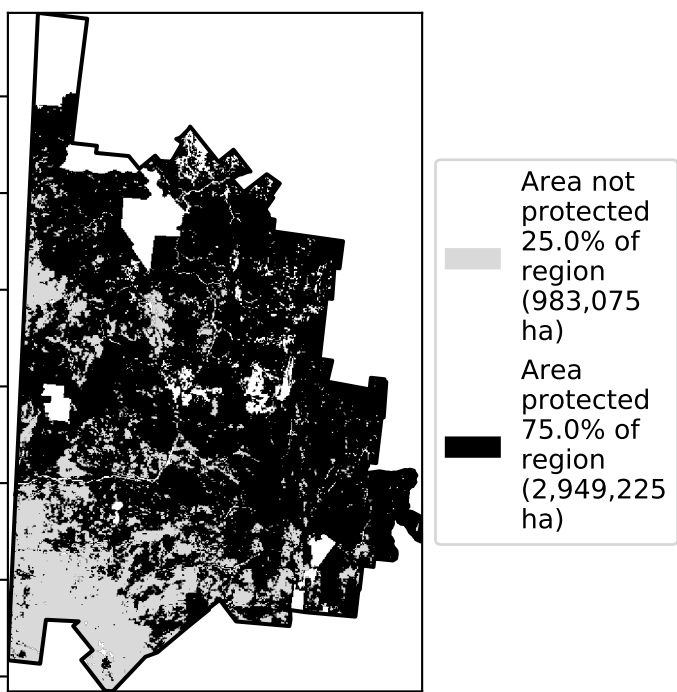 Area not
protected
25.0% of
region
(983,075
ha)
Area
protected
75.0% of
region
(2,949,225
ha)